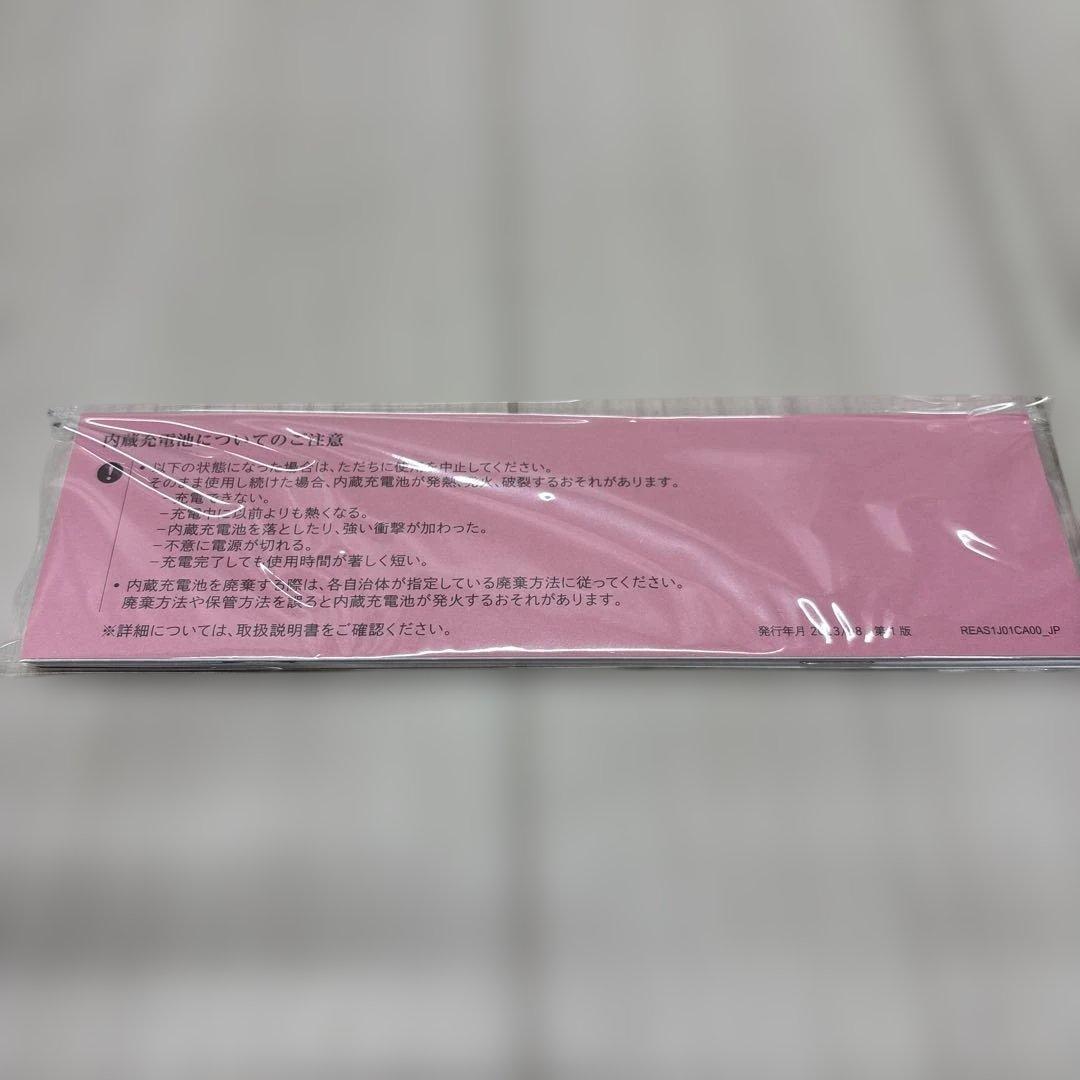 内蔵充電池についてのご注意
• 以下の状態になった場合は、ただちに使用を中止してください。
そのまま使用し続けた場合、内蔵充電池が発熱、発火、破裂するおそれがあります。
−充電できない。
−充電中に以前よりも熱くなる。
−内蔵充電池を落としたり、強い衝撃が加わった。
−不意に電源が切れる。
−充電完了しても使用時間が著しく短い。
• 内蔵充電池を廃棄する際は、各自治体が指定している廃棄方法に従ってください。
廃棄方法や保管方法を誤ると内蔵充電池が発火するおそれがあります。
※詳細については、取扱説明書をご確認ください。
発行年月 第1版
REAS1J01CA00_JP